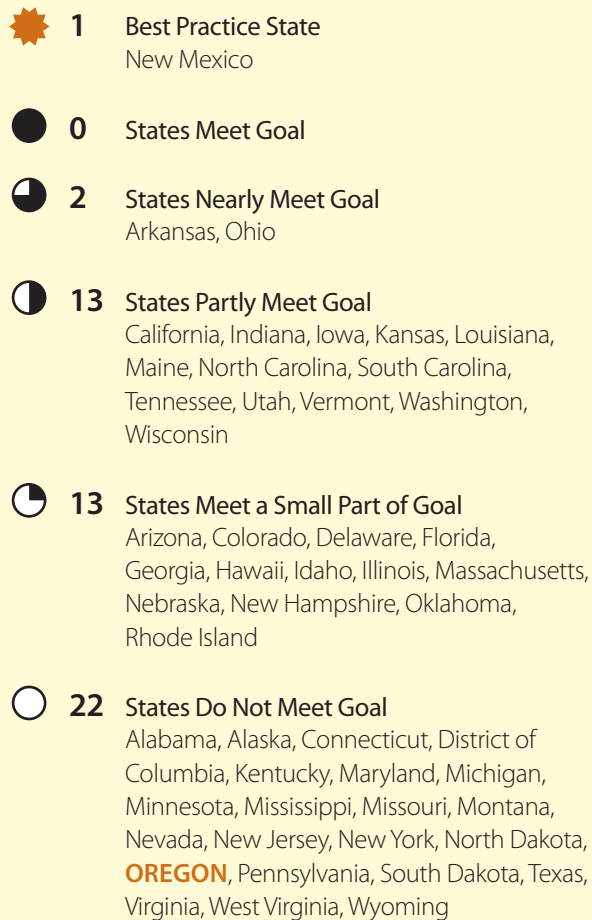 1 Best Practice State
New Mexico
0 States Meet Goal
2 States Nearly Meet Goal
Arkansas, Ohio
13 States Partly Meet Goal
California, Indiana, Iowa, Kansas, Louisiana,
Maine, North Carolina, South Carolina,
Tennessee, Utah, Vermont, Washington,
Wisconsin
13 States Meet a Small Part of Goal
Arizona, Colorado, Delaware, Florida,
Georgia, Hawaii, Idaho, Illinois, Massachusetts,
Nebraska, New Hampshire, Oklahoma,
Rhode Island
22 States Do Not Meet Goal
Alabama, Alaska, Connecticut, District of
Columbia, Kentucky, Maryland, Michigan,
Minnesota, Mississippi, Missouri, Montana,
Nevada, New Jersey, New York, North Dakota,
OREGON, Pennsylvania, South Dakota, Texas,
Virginia, West Virginia, Wyoming